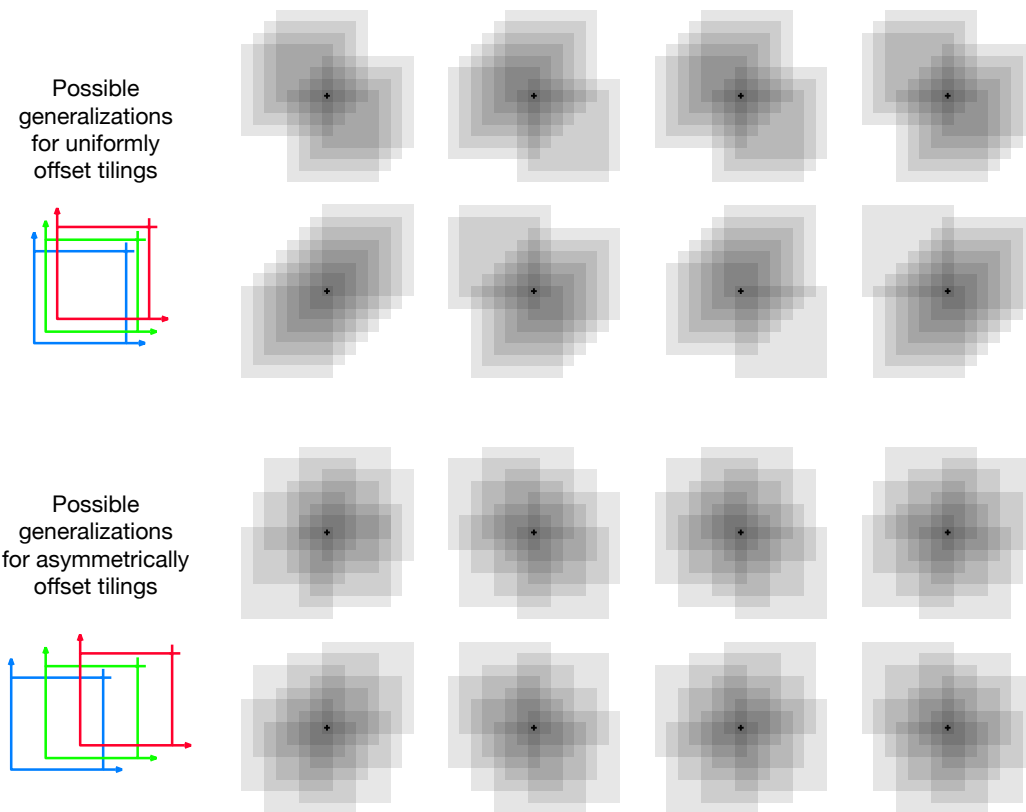 Possible
generalizations
for uniformly
offset tilings
Possible
generalizations
for asymmetrically
offset tilings